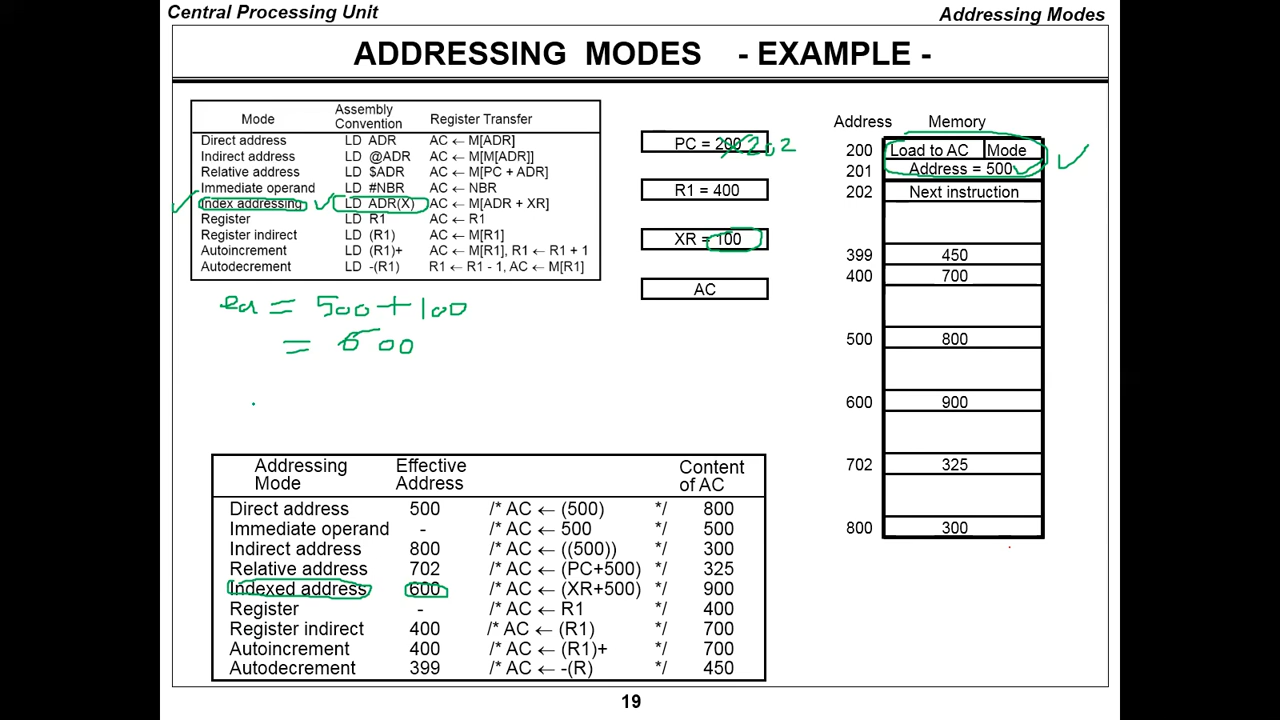 Central Processing Unit
Addressing Modes
ADDRESSING MODES - EXAMPLE -
Mode Assembly Convention Register Transfer
Direct address LD ADR AC ← M[ADR]
Indirect address LD @ADR AC ← M[M[ADR]]
Relative address LD $ADR AC ← M[PC + ADR]
Immediate operand LD #NBR AC ← NBR
Index addressing LD ADR(X) AC ← M[ADR + XR]
Register LD R1 AC ← R1
Register indirect LD (R1) AC ← M[R1]
Autoincrement LD (R1)+ AC ← M[R1], R1 ← R1 + 1
Autodecrement LD -(R1) R1 ← R1 - 1, AC ← M[R1]
ea = 500+100
= 600
PC = 200 202
R1 = 400
XR = 100
AC
Address Memory
200 Load to AC Mode
201 Address = 500
202 Next instruction
399 450
400 700
500 800
600 900
702 325
800 300
Addressing Mode Effective Address Content of AC
Direct address 500 /* AC ← (500) */ 800
Immediate operand - /* AC ← 500 */ 500
Indirect address 800 /* AC ← ((500)) */ 300
Relative address 702 /* AC ← (PC+500) */ 325
Indexed address 600 /* AC ← (XR+500) */ 900
Register - /* AC ← R1 */ 400
Register indirect 400 /* AC ← (R1) */ 700
Autoincrement 400 /* AC ← (R1)+ */ 700
Autodecrement 399 /* AC ← -(R) */ 450
19